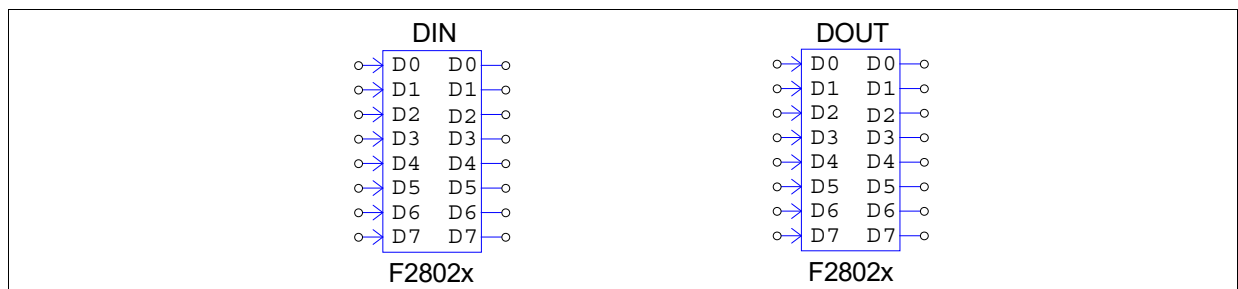 DIN
D0 D0
D1 D1
D2 D2
D3 D3
D4 D4
D5 D5
D6 D6
D7 D7
F2802x
DOUT
D0 D0
D1 D1
D2 D2
D3 D3
D4 D4
D5 D5
D6 D6
D7 D7
F2802x